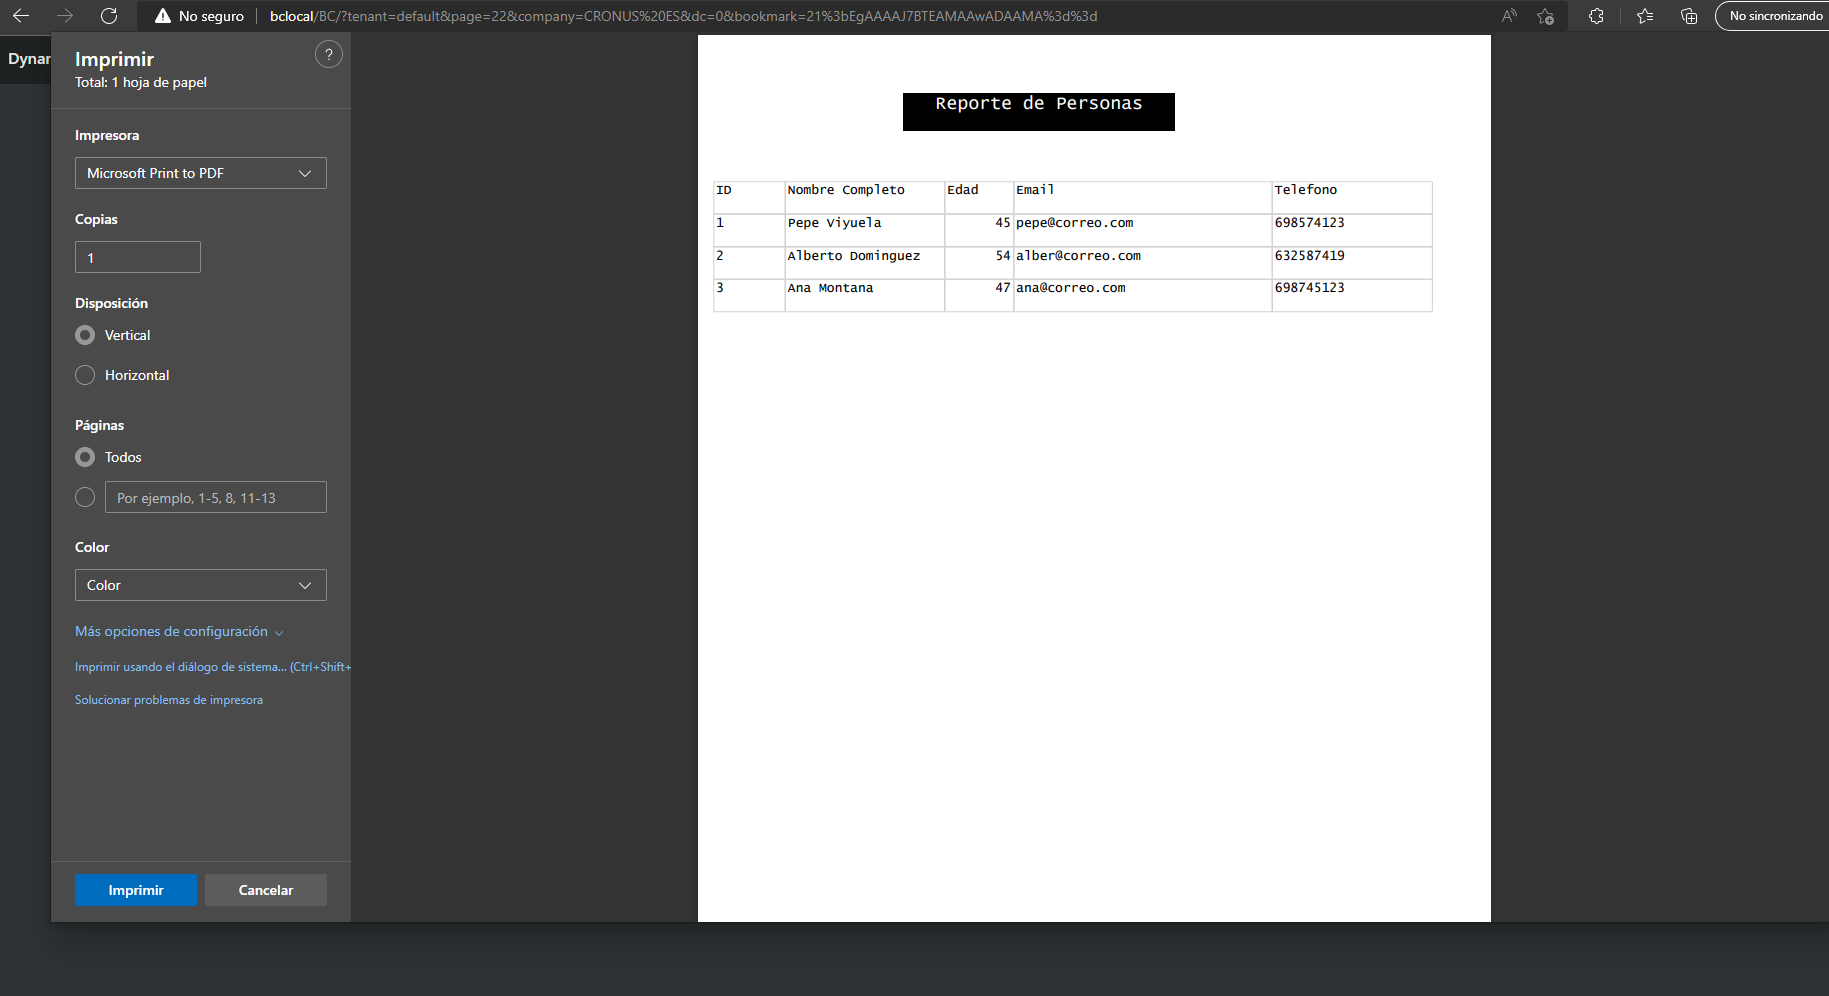 No seguro
bclocal/BC/?tenant=default&page=22&company=CRONUS%20ES&dc=0&bookmark=21%3bEgAAAAJ7BTEAMAAwADAAMA%3d%3d
No sincronizando
Dynar
Imprimir
?
Total: 1 hoja de papel
Impresora
Microsoft Print to PDF
Copias
1
Disposición
Vertical
Horizontal
Páginas
Todos
Por ejemplo, 1-5, 8, 11-13
Color
Color
Más opciones de configuración
Imprimir usando el diálogo de sistema... (Ctrl+Shift+
Solucionar problemas de impresora
Imprimir Cancelar
Reporte de Personas
ID Nombre Completo Edad Email Telefono
1 Pepe Viyuela 45 pepe@correo.com 698574123
2 Alberto Dominguez 54 alber@correo.com 632587419
3 Ana Montana 47 ana@correo.com 698745123